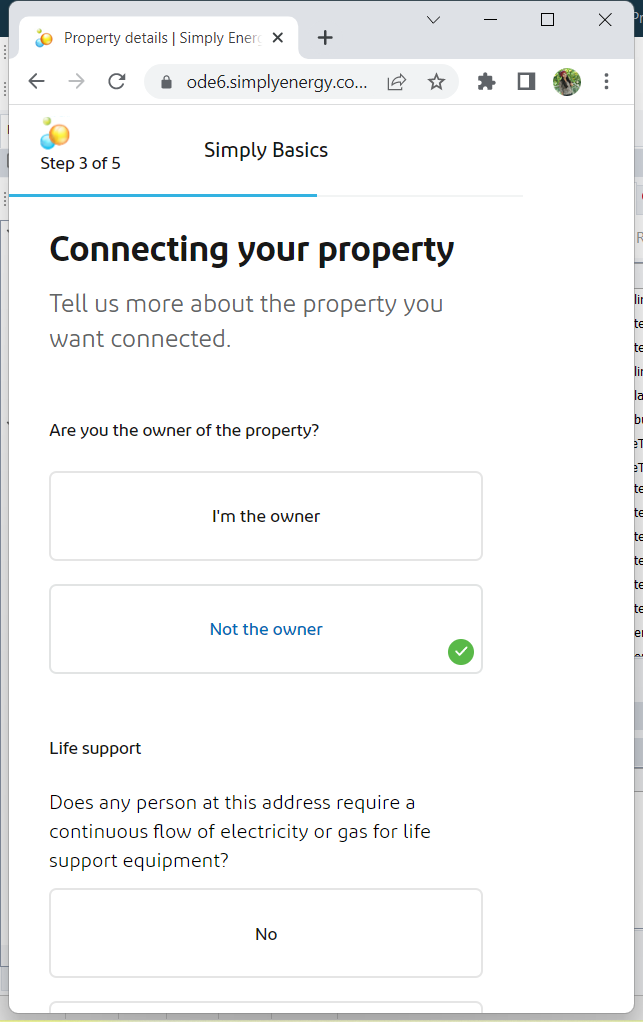 Property details | Simply Energ
ode6.simplyenergy.co...
Step 3 of 5
Simply Basics
Connecting your property
Tell us more about the property you
want connected.
Are you the owner of the property?
I'm the owner
Not the owner
Life support
Does any person at this address require a
continuous flow of electricity or gas for life
support equipment?
No